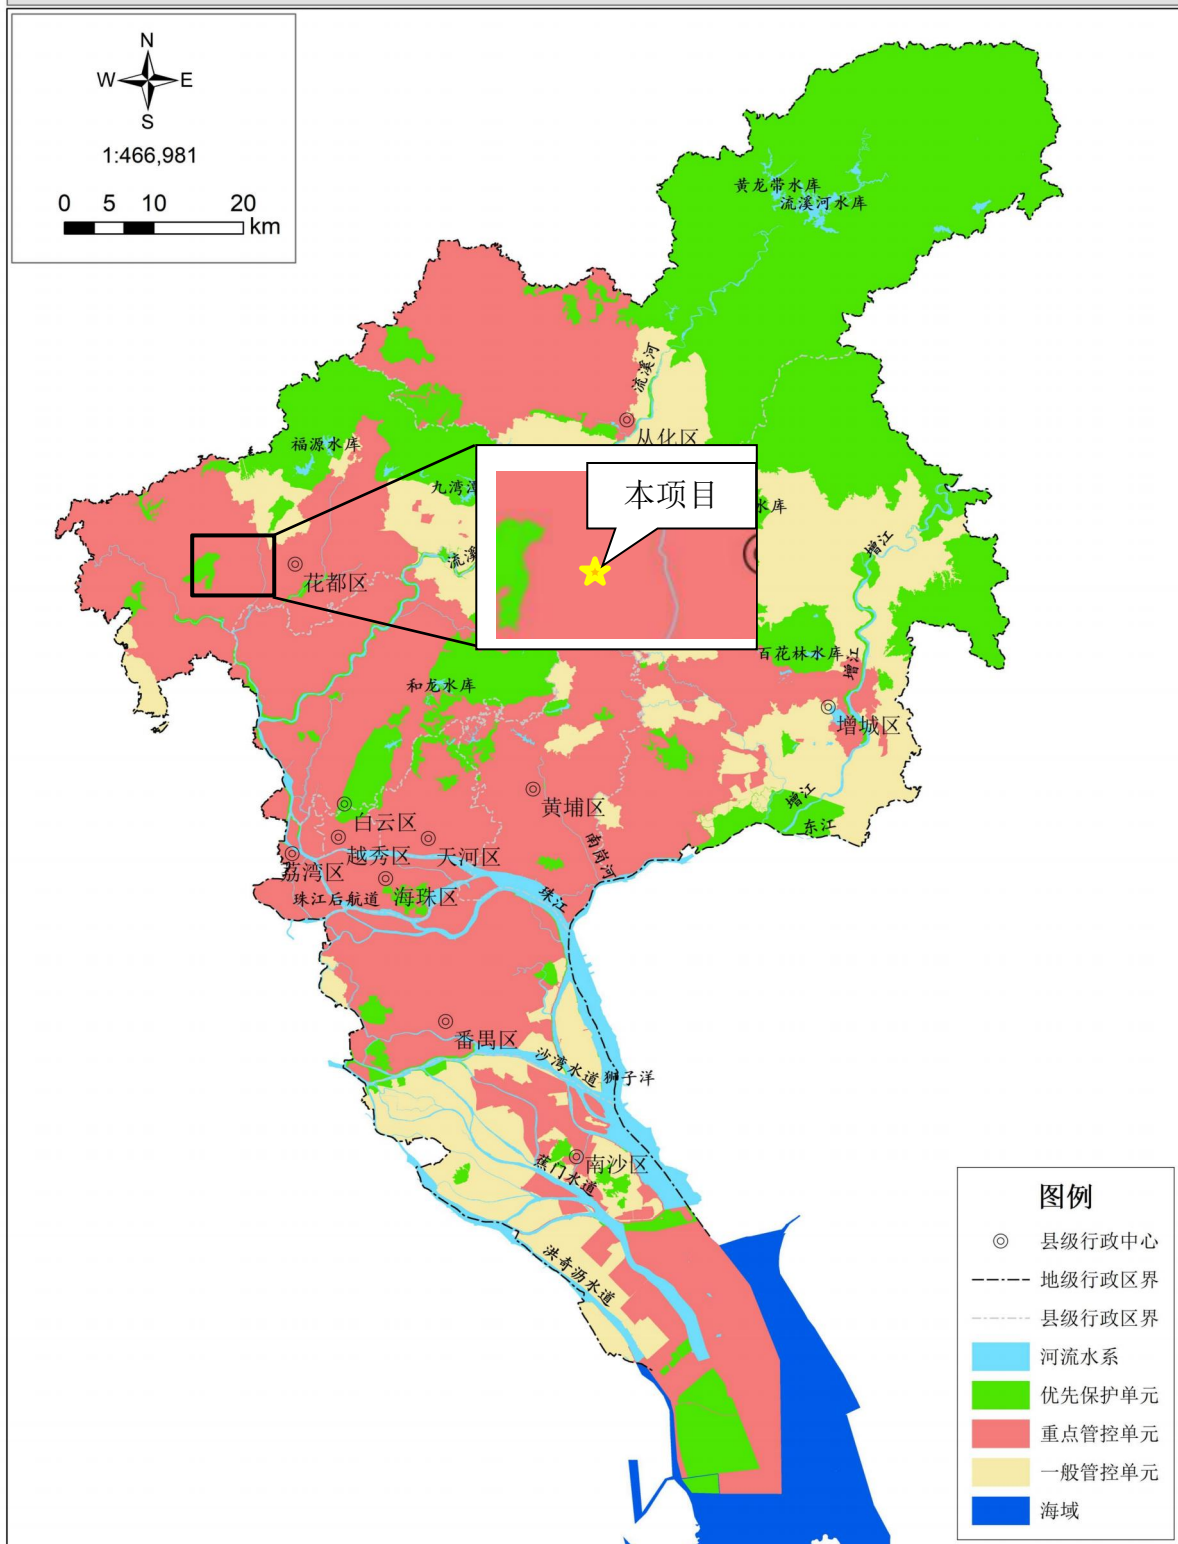 N
W E
S
1:466,981
0 5 10 20
km
黄龙带水库
流溪河水库
流溪河
从化区
福源水库
九湾潭
本项目
水库
增江
流溪
花都区
百花林水库
增江
和龙水库
增城区
黄埔区
增江
东江
白云区
越秀区
天河区
南岗河
荔湾区
海珠区
珠江后航道
珠江
番禺区
沙湾水道
狮子洋
南沙区
蕉门水道
洪奇沥水道
图例
县级行政中心
地级行政区界
县级行政区界
河流水系
优先保护单元
重点管控单元
一般管控单元
海域